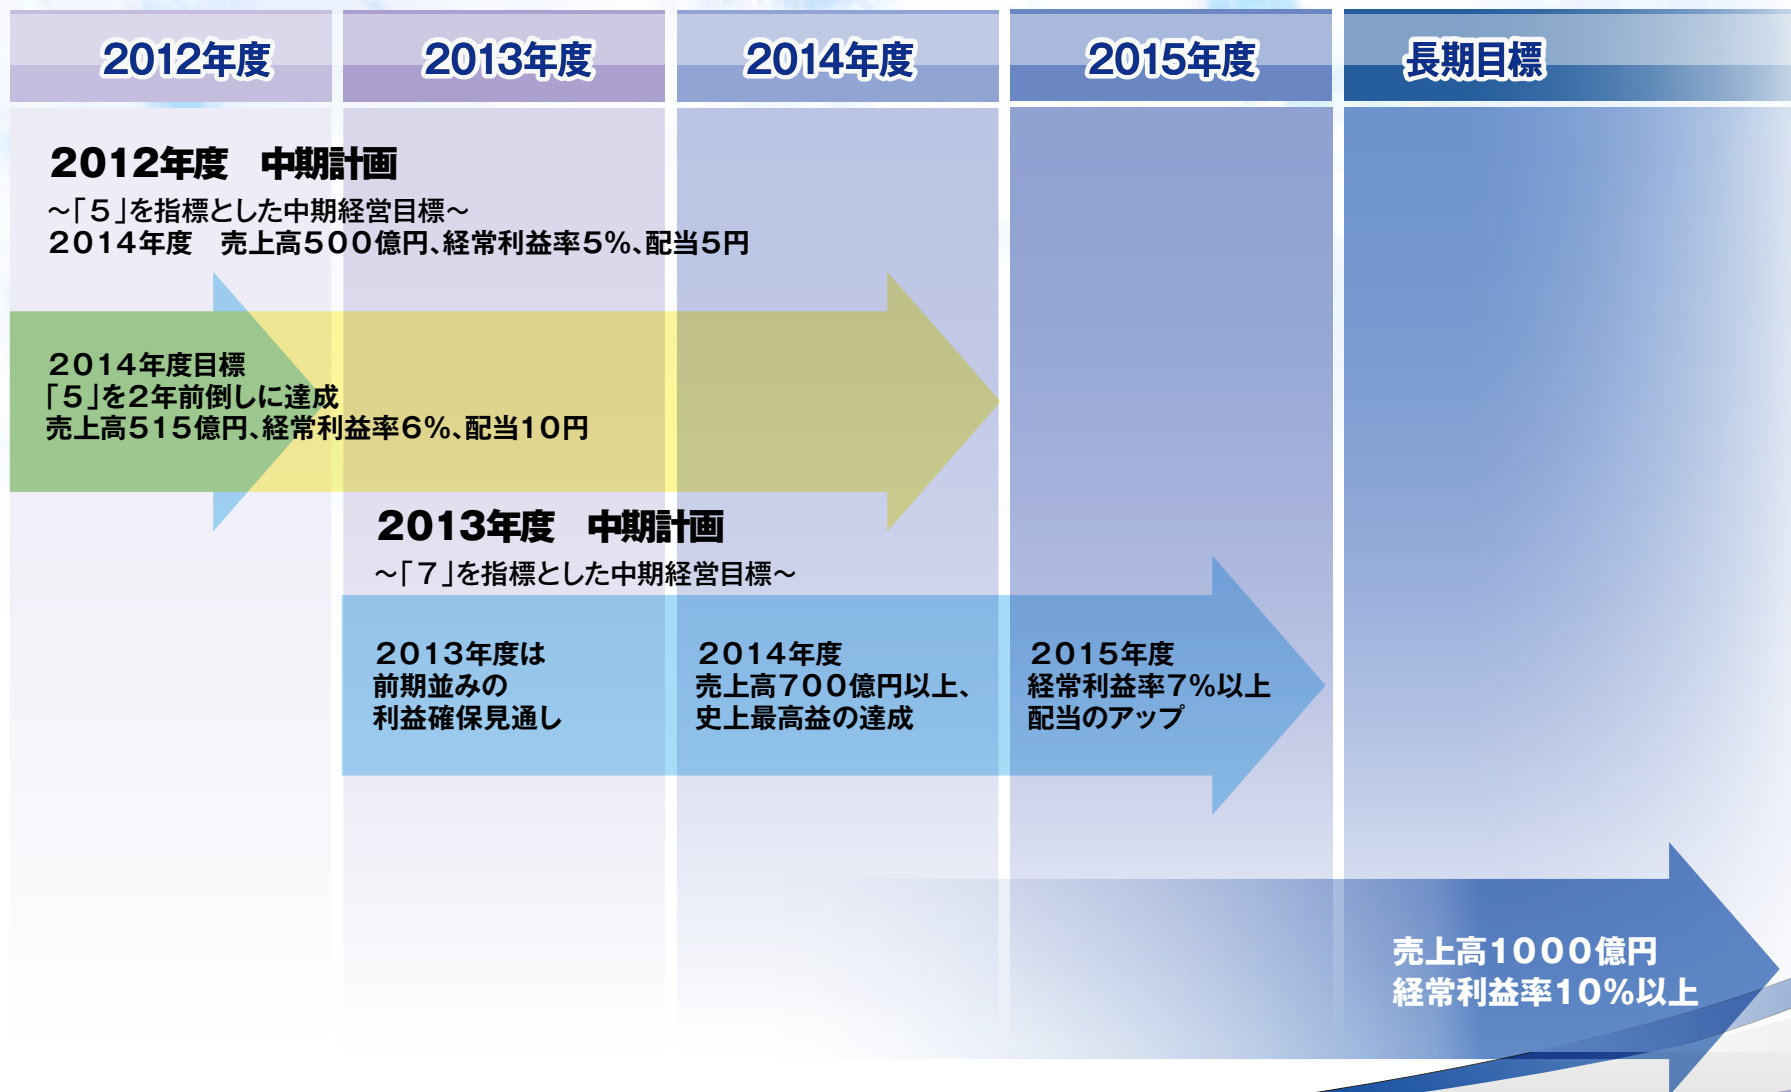 2012年度
2013年度
2014年度
2015年度
長期目標
2012年度　中期計画
～「5」を指標とした中期経営目標～
2014年度　売上高500億円、経常利益率5%、配当5円
2014年度目標
「5」を2年前倒しに達成
売上高515億円、経常利益率6%、配当10円
2013年度　中期計画
～「7」を指標とした中期経営目標～
2013年度は
前期並みの
利益確保見通し
2014年度
売上高700億円以上、
史上最高益の達成
2015年度
経常利益率7%以上
配当のアップ
売上高1000億円
経常利益率10%以上